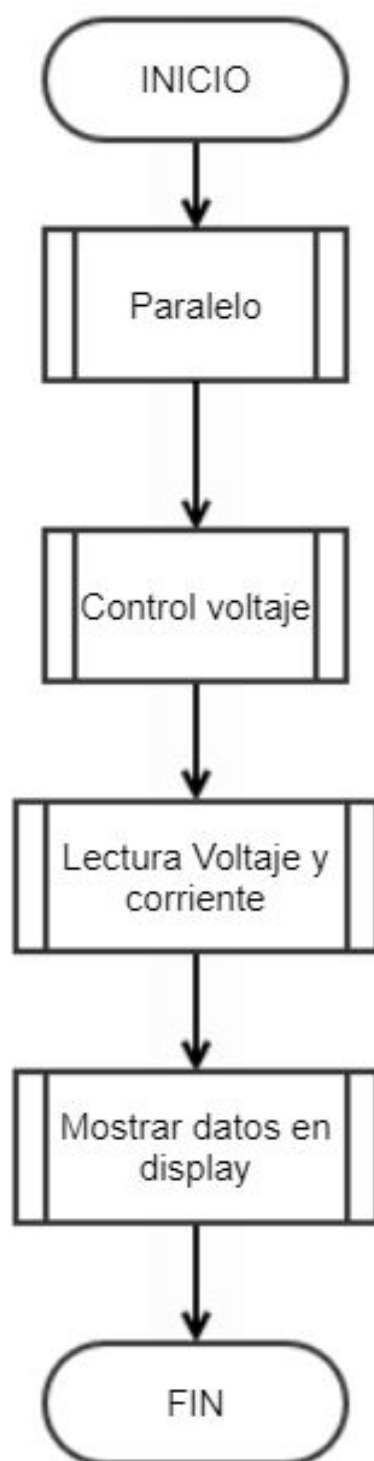 INICIO
Paralelo
Control voltaje
Lectura Voltaje y
corriente
Mostrar datos en
display
FIN